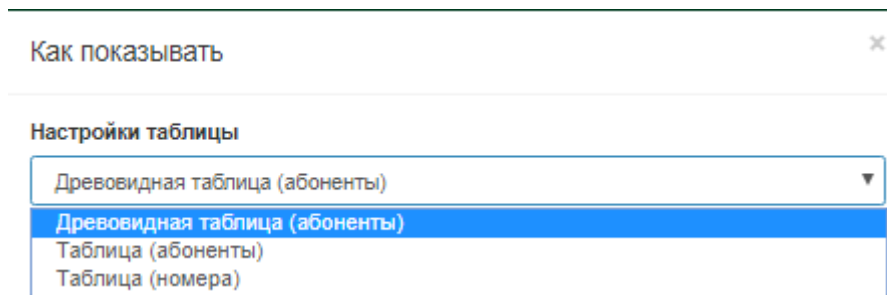 Как показывать
×
Настройки таблицы
Древовидная таблица (абоненты)
Древовидная таблица (абоненты)
Таблица (абоненты)
Таблица (номера)